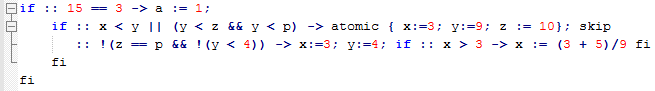 if :: 15 == 3 -> a := 1;
if :: x < y || (y < z && y < p) -> atomic { x:=3; y:=9; z := 10}; skip
:: !(z == p && !(y < 4)) -> x:=3; y:=4; if :: x > 3 -> x := (3 + 5)/9 fi
fi
fi